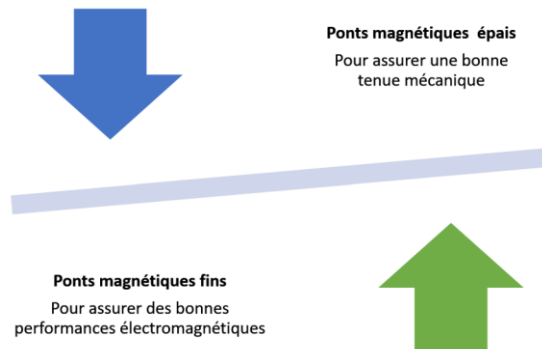 Ponts magnétiques épais
Pour assurer une bonne
tenue mécanique
Ponts magnétiques fins
Pour assurer des bonnes
performances électromagnétiques